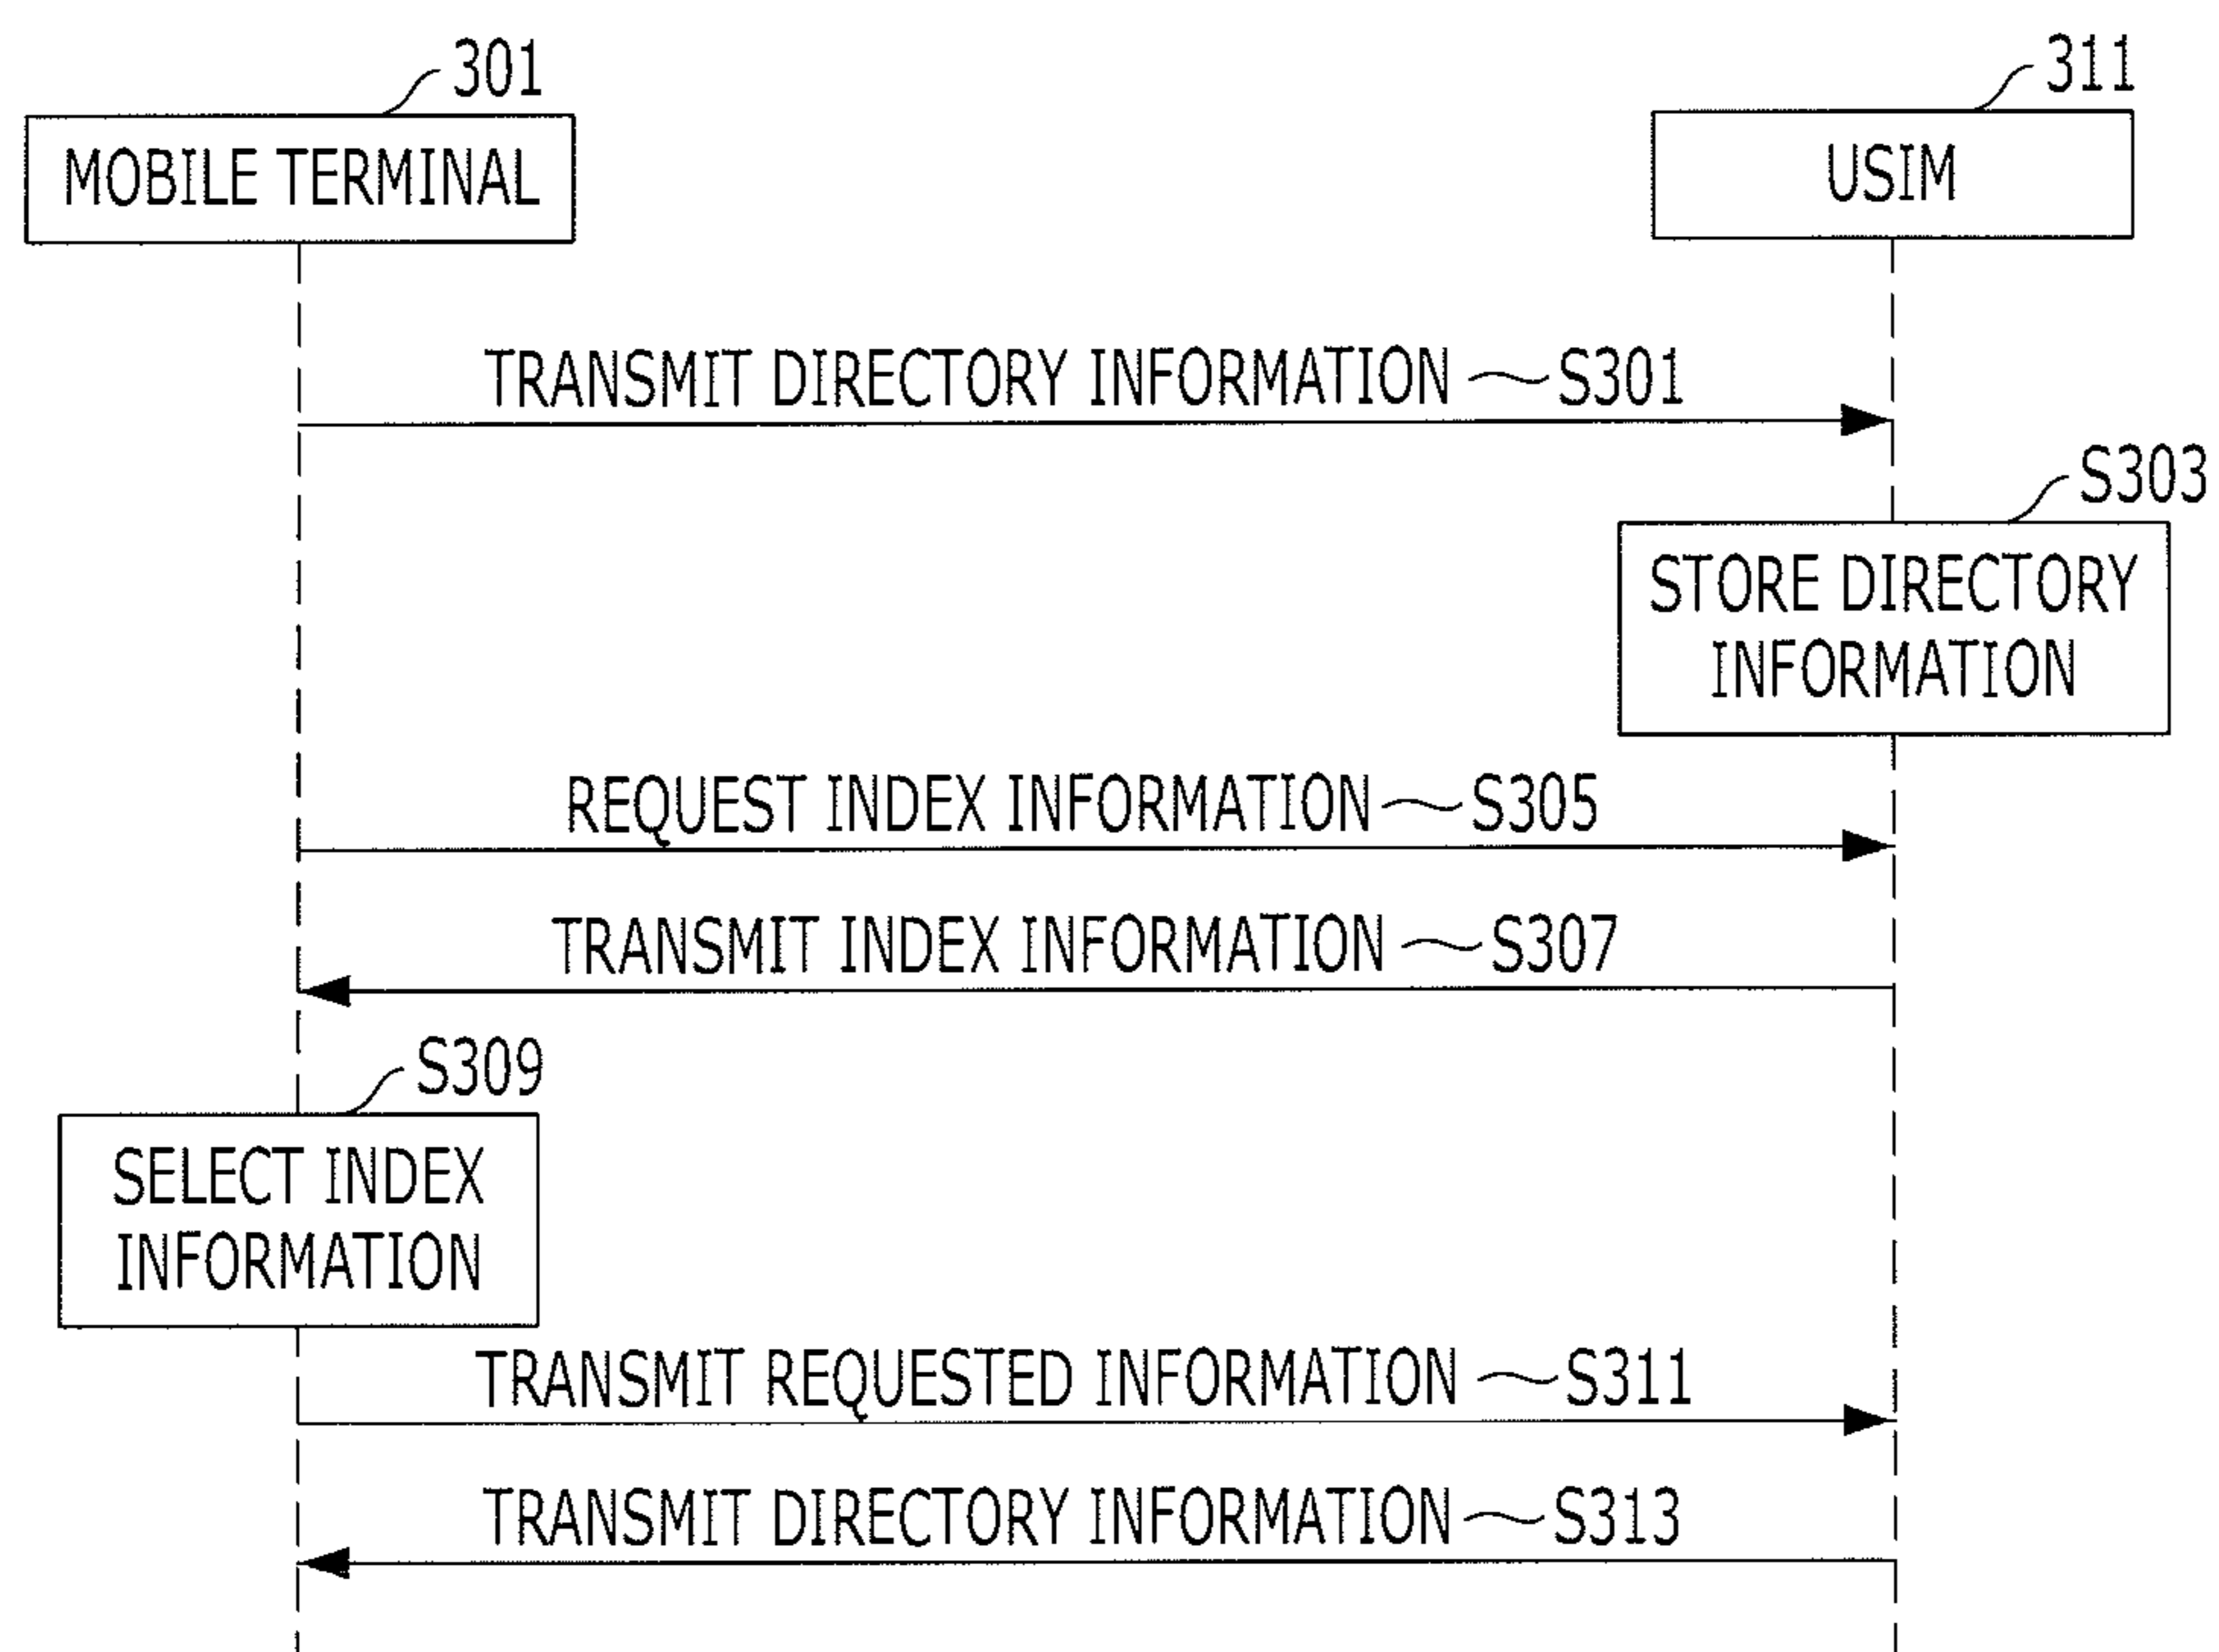 301
311
MOBILE TERMINAL
USIM
TRANSMIT DIRECTORY INFORMATION S301
S303
STORE DIRECTORY
INFORMATION
REQUEST INDEX INFORMATION S305
TRANSMIT INDEX INFORMATION S307
S309
SELECT INDEX
INFORMATION
TRANSMIT REQUESTED INFORMATION S311
TRANSMIT DIRECTORY INFORMATION S313